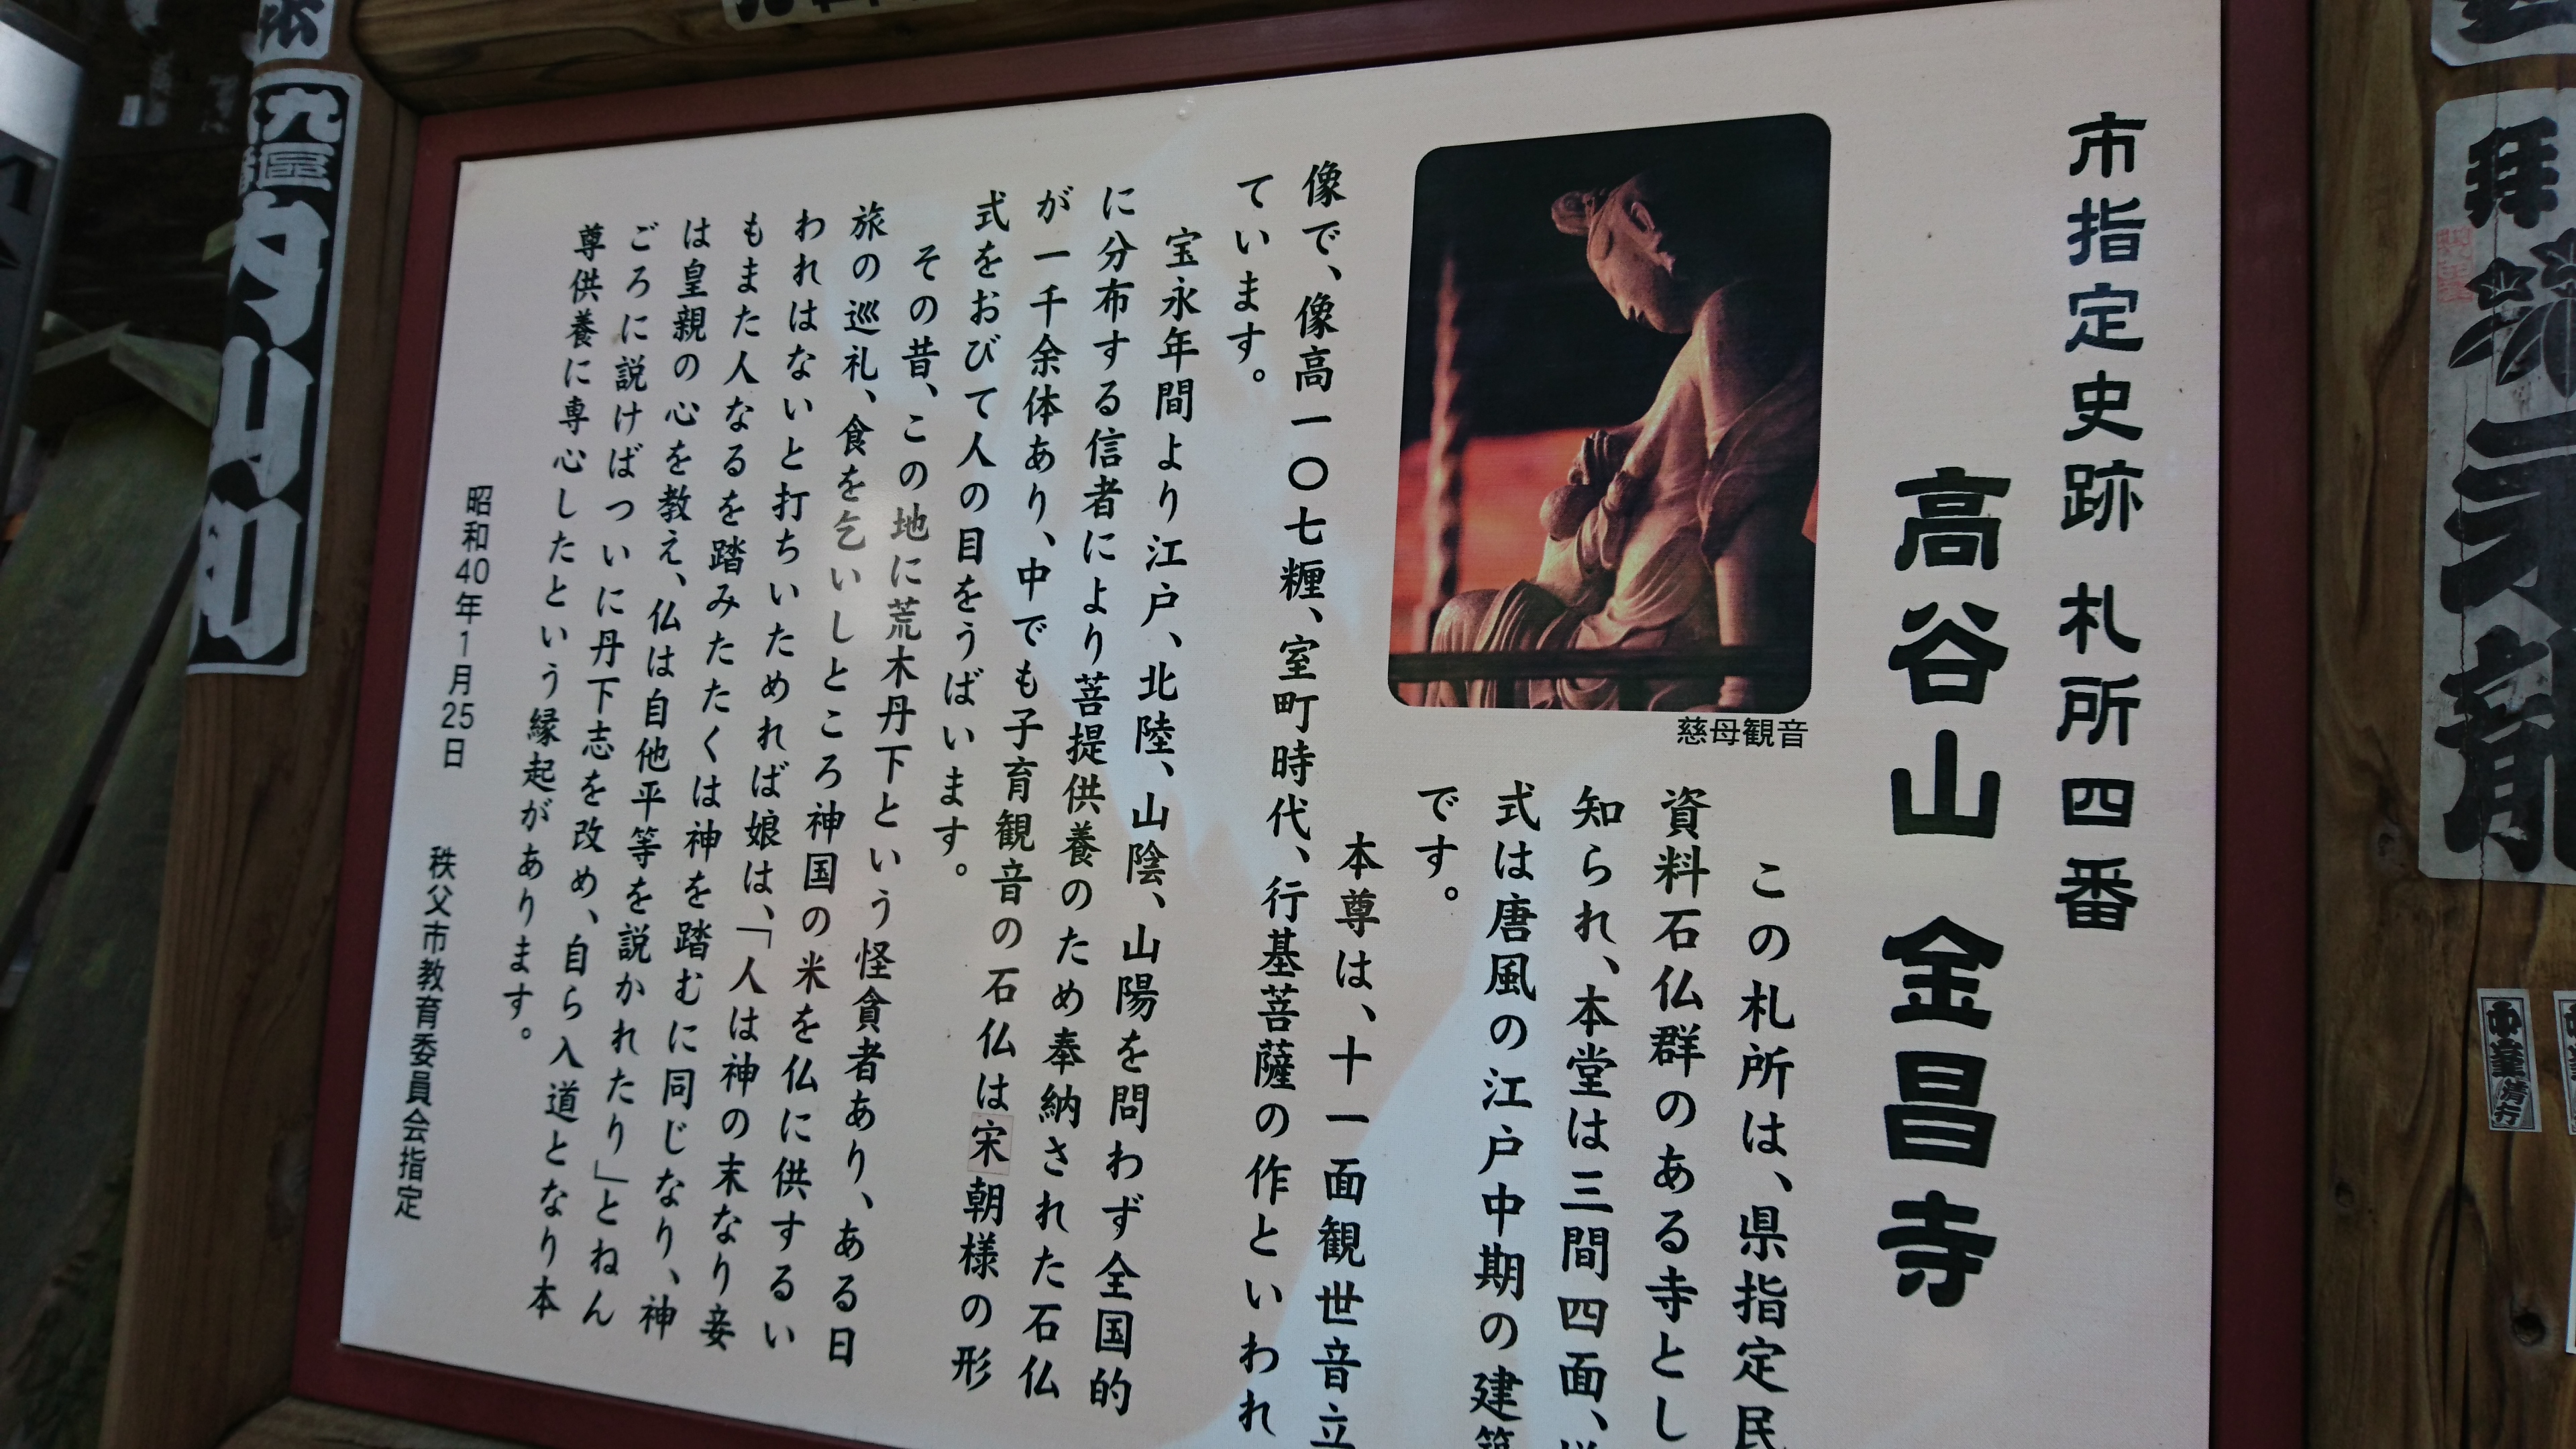 市指定史跡 札所四番
高谷山 金昌寺
慈母観音
この札所は、県指定民
資料石仏群のある寺とし
知られ、本堂は三間四面、
式は唐風の江戸中期の建築
です。
本尊は、十一面観世音立
像で、像高一〇七糎、室町時代、行基菩薩の作といわれ
ています。
宝永年間より江戸、北陸、山陰、山陽を問わず全国的
に分布する信者により菩提供養のため奉納された石仏
が一千余体あり、中でも子育観音の石仏は宋朝様の形
式をおびて人の目をうばいます。
その昔、この地に荒木丹下という怪貪者あり、ある日
旅の巡礼、食を乞いしところ神国の米を仏に供するい
われはないと打ちいためれば娘は、「人は神の末なり妾
もまた人なるを踏みたたくは神を踏むに同じなり、神
は皇親の心を教え、仏は自他平等を説かれたり」とねん
ごろに説けばついに丹下志を改め、自ら入道となり本
尊供養に専心したという縁起があります。
昭和40年1月25日
秩父市教育委員会指定
九區
内山
拝